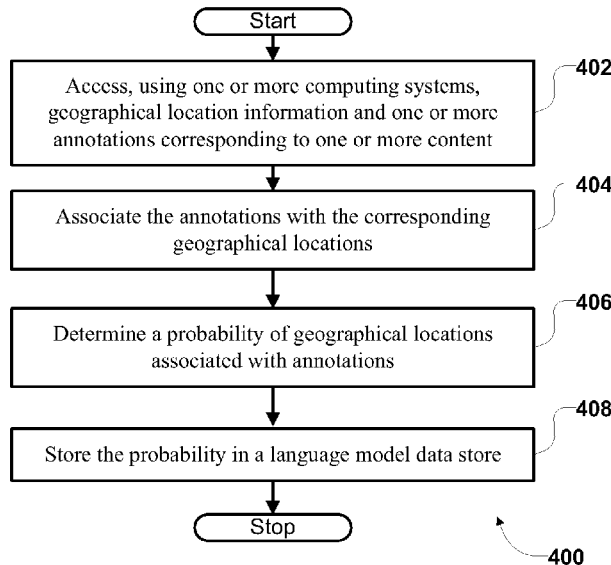 Start
Access, using one or more computing systems,
geographical location information and one or more
annotations corresponding to one or more content
402
Associate the annotations with the corresponding
geographical locations
404
Determine a probability of geographical locations
associated with annotations
406
Store the probability in a language model data store
408
Stop
400